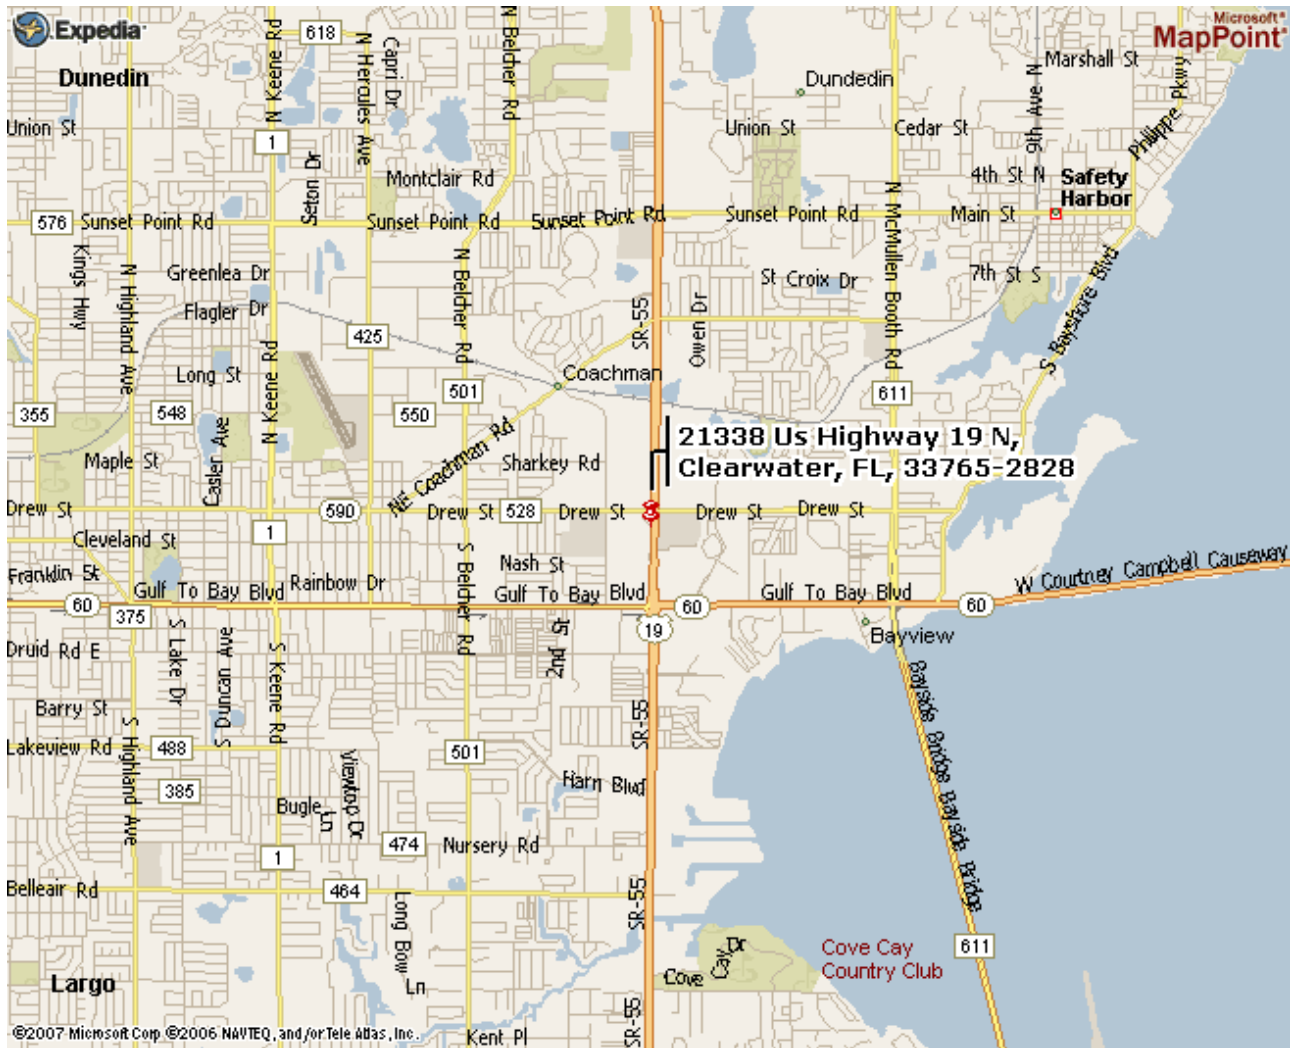 Expedia
Microsoft®
MapPoint®
618
N Keene Rd
N Hercules Ave
Capri Dr
N Belcher Rd
Dunedin
Dundedin
Marshall St
9th Ave N
Philippe Pkwy
Union St
Union St
Cedar St
1
Seton Dr
Montclair Rd
4th St N
Safety
Harbor
576
Sunset Point Rd
Sunset Point Rd
Sunset Point Rd
Sunset Point Rd
Main St
N McMullen Booth Rd
Kings Hwy
N Highland Ave
Greenlea Dr
N Belcher Rd
St Croix Dr
7th St S
S Bayshore Blvd
Flagler Dr
SR-55
Owen Dr
425
N Keene Rd
Long St
Coachman
501
611
355
548
550
Casler Ave
NE Coachman Rd
21338 Us Highway 19 N,
Clearwater, FL, 33765-2828
Maple St
Sharkey Rd
Drew St
590
Drew St
528
Drew St
Drew St
Drew St
1
Cleveland St
S Belcher Rd
Nash St
Franklin St
Rainbow Dr
W Courtney Campbell Causeway
60
Gulf To Bay Blvd
Gulf To Bay Blvd
60
Gulf To Bay Blvd
60
375
19
Bayview
Druid Rd E
S Lake Dr
S Duncan Ave
S Keene Rd
2nd St
Bayside Bridge
Bayside Bridge
Barry St
S Highland Ave
SR-55
Lakeview Rd
488
501
Viewtop Dr
385
Harn Blvd
Bugle Ln
474
Nursery Rd
1
Belleair Rd
464
SR-55
Long Bow Ln
Cove Cay Dr
Cove Cay
Country Club
611
Largo
SR-55
©2007 Microsoft Corp ©2006 NAVTEQ, and/or Tele Atlas, Inc.
Kent Pl